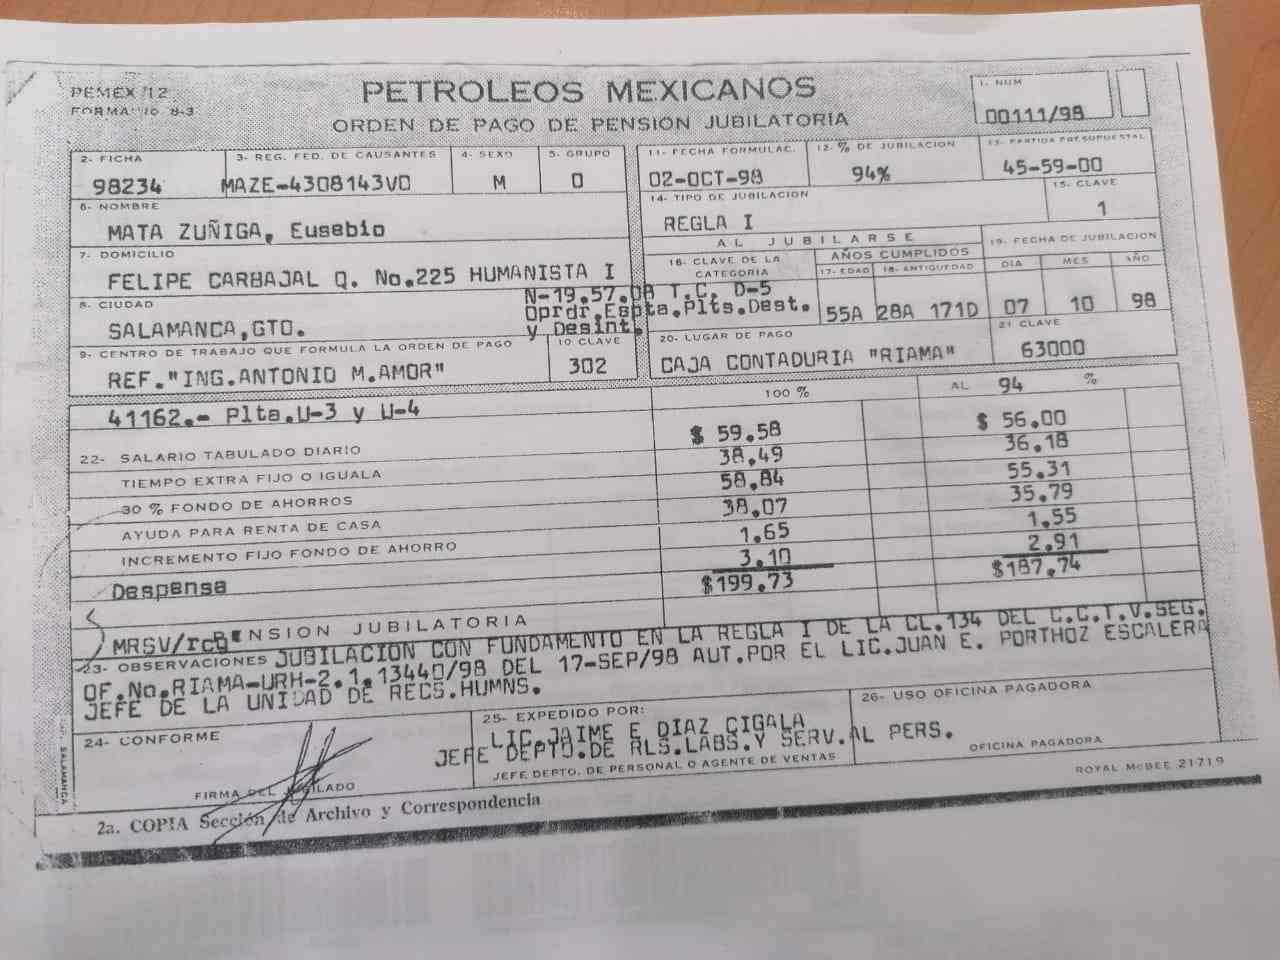 PEMEX 12
FORMA 8-3
PETROLEOS MEXICANOS
ORDEN DE PAGO DE PENSION JUBILATORIA
1- NUM
00111/98
2- FICHA
98234
3- REG. FED. DE CAUSANTES
MAZE-4308143V0
4- SEXO
M
5- GRUPO
0
11- FECHA FORMULAC.
02-OCT-98
12- % DE JUBILACION
94%
13- PARTIDA PRESUPUESTAL
45-59-00
6- NOMBRE
MATA ZUÑIGA, Eusebio
14- TIPO DE JUBILACION
REGLA I
15- CLAVE
1
7- DOMICILIO
FELIPE CARBAJAL Q. No.225 HUMANISTA I
AL JUBILARSE
16- CLAVE DE LA CATEGORIA
N-19.57.08 T.C. D-5
Oprdr.Espta.Plts.Dest.
y Desint.
AÑOS CUMPLIDOS
17- EDAD
55A
18- ANTIGUEDAD
28A 171D
19- FECHA DE JUBILACION
DIA MES AÑO
07 10 98
8- CIUDAD
SALAMANCA,GTO.
9- CENTRO DE TRABAJO QUE FORMULA LA ORDEN DE PAGO
REF."ING.ANTONIO M.AMOR"
10 CLAVE
302
20- LUGAR DE PAGO
CAJA CONTADURIA "RIAMA"
21 CLAVE
63000
41162.- Plta.U-3 y U-4
100 %
AL 94 %
22- SALARIO TABULADO DIARIO $ 59.58 $ 56.00
TIEMPO EXTRA FIJO O IGUALA 38.49 36.18
30 % FONDO DE AHORROS 58.84 55.31
AYUDA PARA RENTA DE CASA 38.07 35.79
INCREMENTO FIJO FONDO DE AHORRO 1.65 1.55
Despensa 3.10 2.91
$199.73 $187.74
PENSION JUBILATORIA
MRSV/rcg
23- OBSERVACIONES JUBILACION CON FUNDAMENTO EN LA REGLA I DE LA CL.134 DEL C.C.T.V.SEG.
OF.No.RIAMA-URH-2.1.13440/98 DEL 17-SEP/98 AUT.POR EL LIC.JUAN E. PORTHOZ ESCALERA
JEFE DE LA UNIDAD DE RECS.HUMNS.
24- CONFORME
FIRMA DEL JUBILADO
25- EXPEDIDO POR:
LIC.JAIME E DIAZ CIGALA
JEFE DEPTO.DE RLS.LABS.Y SERV.AL PERS.
JEFE DEPTO. DE PERSONAL O AGENTE DE VENTAS
26- USO OFICINA PAGADORA
OFICINA PAGADORA
SALAMANCA
ROYAL McBEE 21719
2a. COPIA Sección de Archivo y Correspondencia